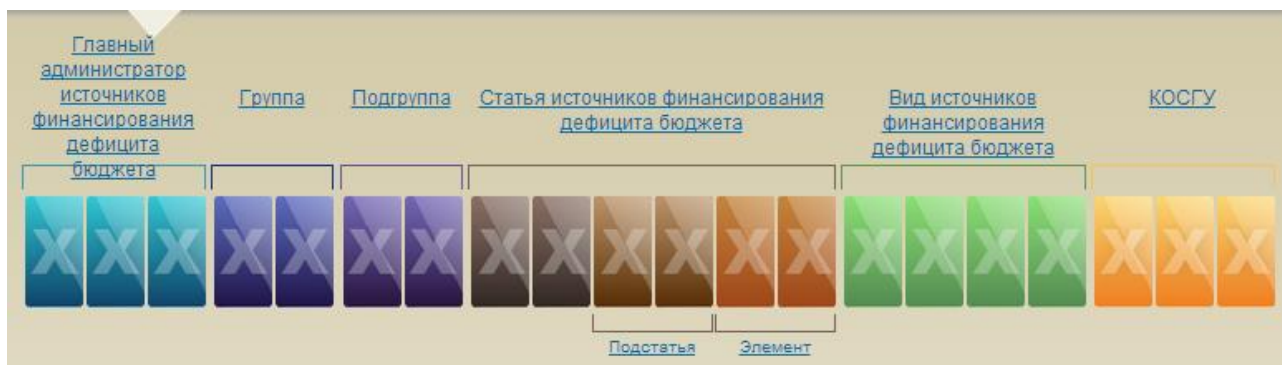 Главный
администратор
источников
финансирования
дефицита
бюджета
Группа
Подгруппа
Статья источников финансирования
дефицита бюджета
Вид источников
финансирования
дефицита бюджета
КОСГУ
X X X X X X X X X X X X X X X X X X X X
Подстатья
Элемент